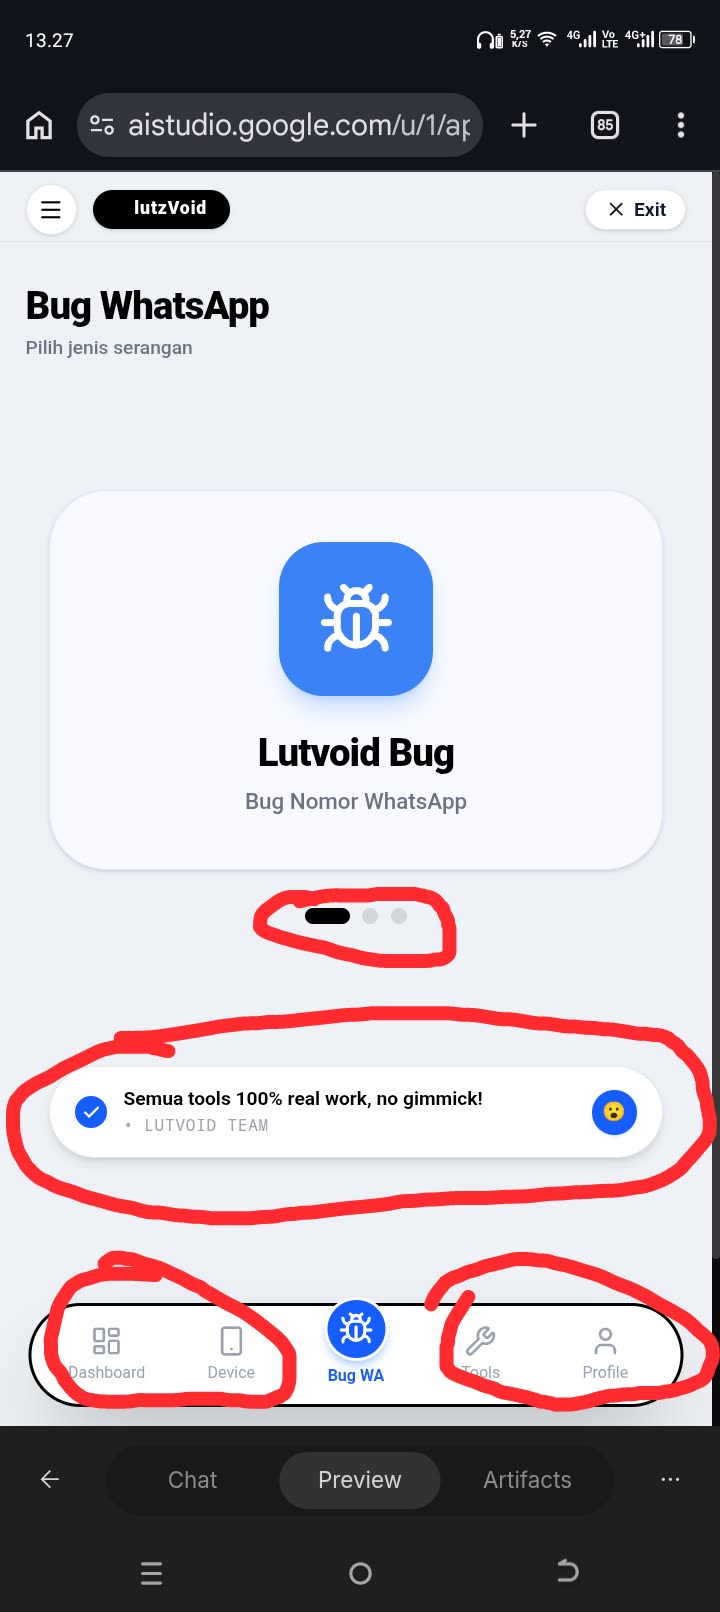 13.27
5,27
K/S
4G
Vo
LTE
4G+
78
aistudio.google.com/u/1/ap
85
lutzVoid
Exit
Bug WhatsApp
Pilih jenis serangan
Lutvoid Bug
Bug Nomor WhatsApp
Semua tools 100% real work, no gimmick!
• LUTVOID TEAM
Dashboard
Device
Bug WA
Tools
Profile
Chat
Preview
Artifacts